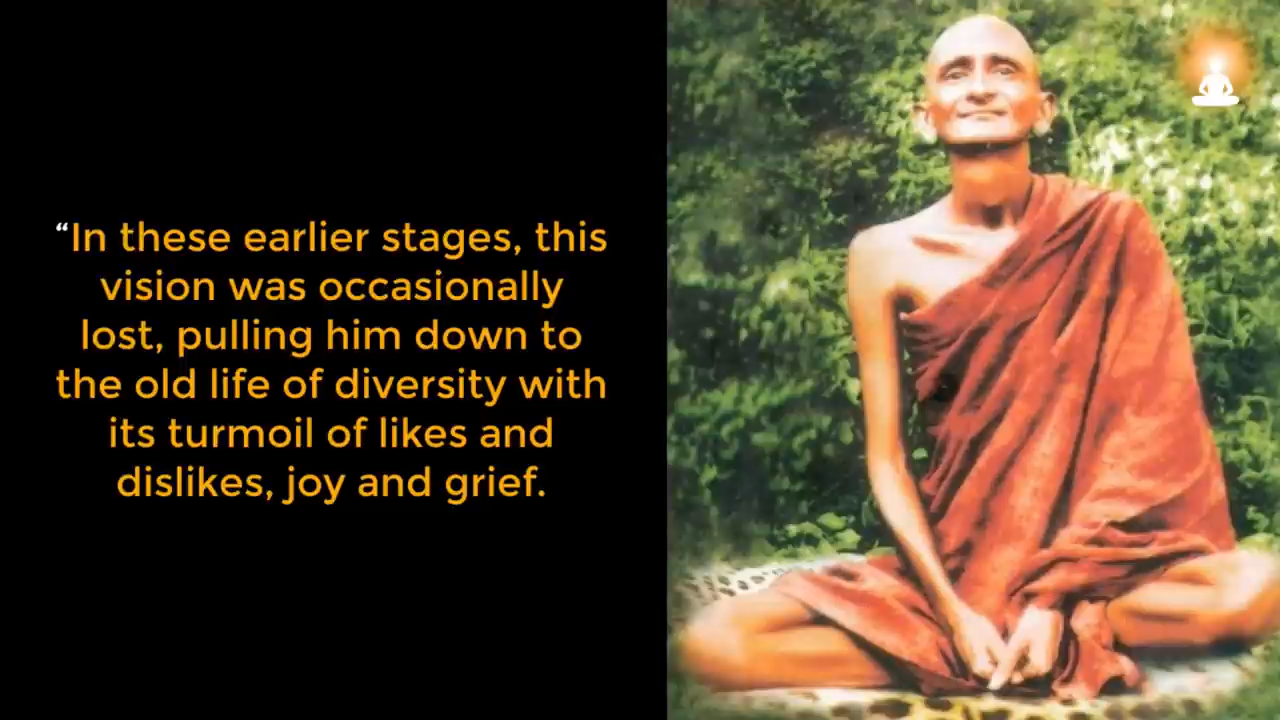 “In these earlier stages, this
vision was occasionally
lost, pulling him down to
the old life of diversity with
its turmoil of likes and
dislikes, joy and grief.